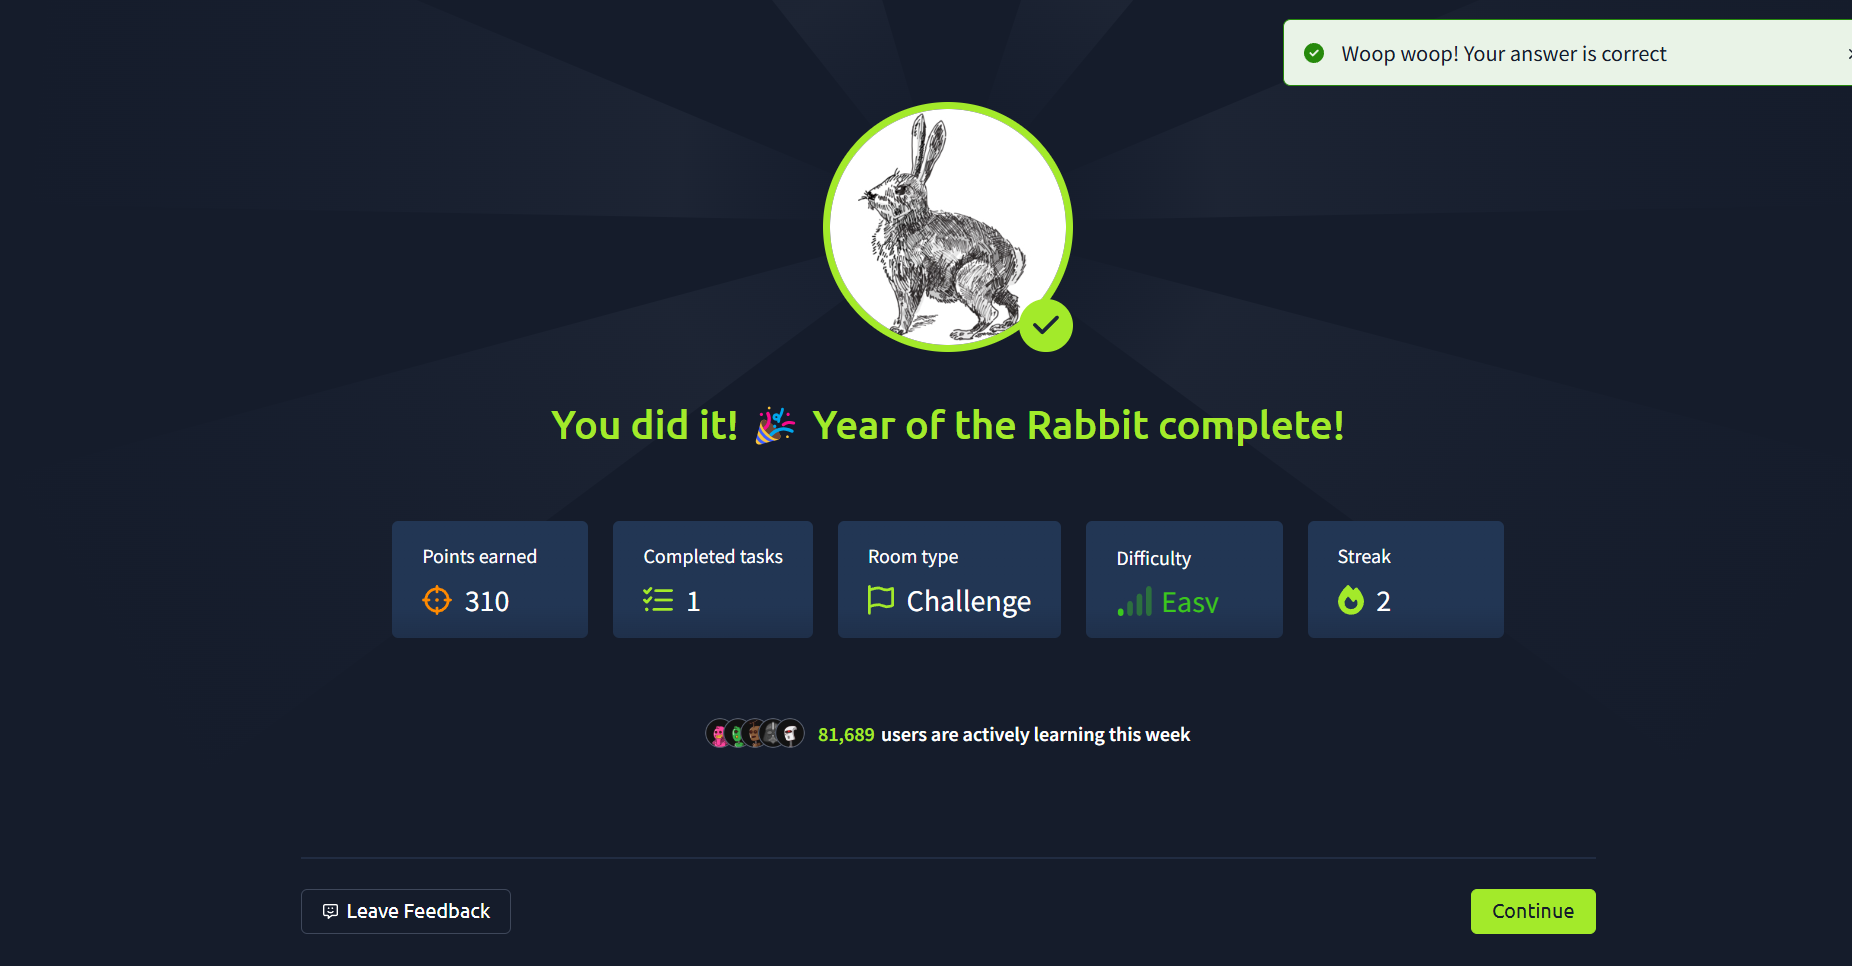 Woop woop! Your answer is correct
You did it! 🎉 Year of the Rabbit complete!
Points earned
310
Completed tasks
1
Room type
Challenge
Difficulty
Easy
Streak
2
81,689 users are actively learning this week
Leave Feedback
Continue